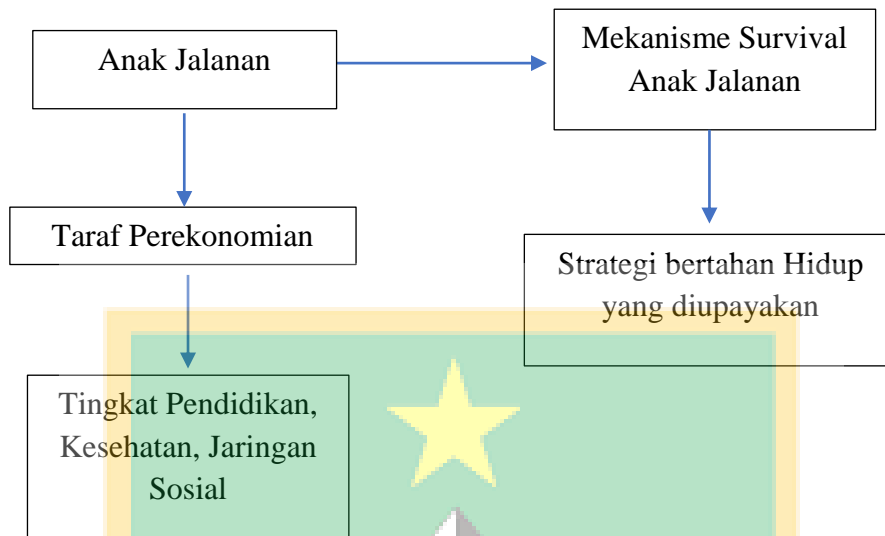 Anak Jalanan
Mekanisme Survival
Anak Jalanan
Taraf Perekonomian
Strategi bertahan Hidup
yang diupayakan
Tingkat Pendidikan,
Kesehatan, Jaringan
Sosial